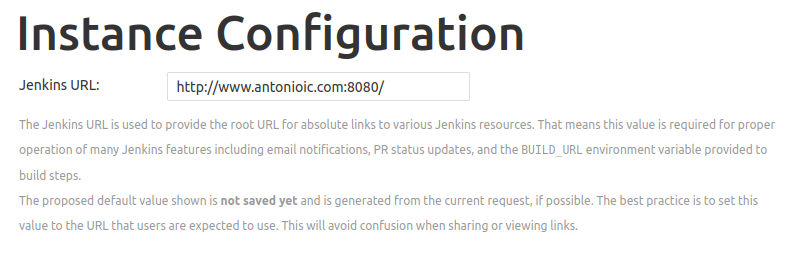 Instance Configuration
Jenkins URL: http://www.antonioic.com:8080/
The Jenkins URL is used to provide the root URL for absolute links to various Jenkins resources. That means this value is required for proper
operation of many Jenkins features including email notifications, PR status updates, and the BUILD_URL environment variable provided to
build steps.
The proposed default value shown is not saved yet and is generated from the current request, if possible. The best practice is to set this
value to the URL that users are expected to use. This will avoid confusion when sharing or viewing links.